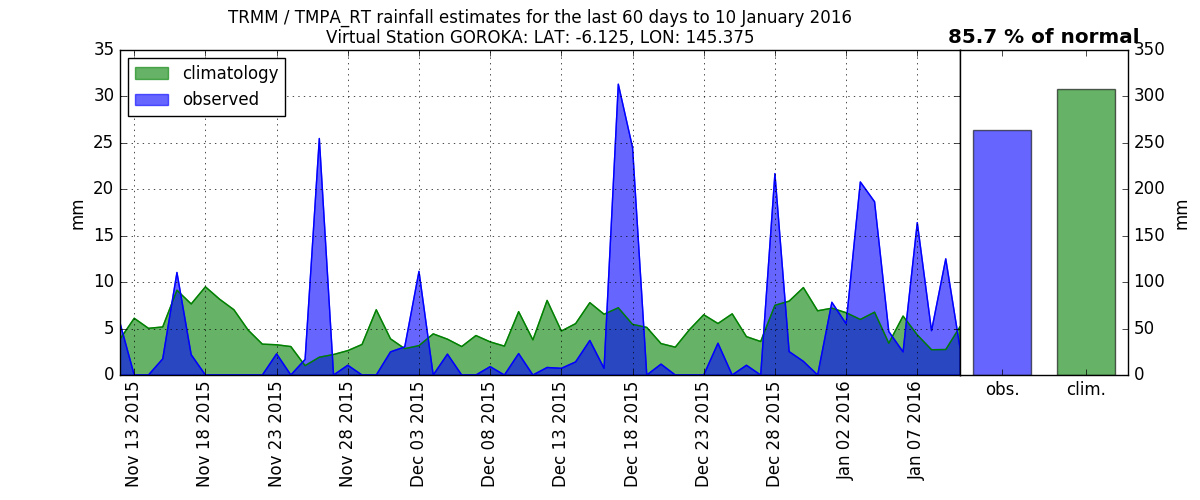 TRMM / TMPA_RT rainfall estimates for the last 60 days to 10 January 2016
Virtual Station GOROKA: LAT: -6.125, LON: 145.375
85.7 % of normal
climatology
observed
35
30
25
20
15
10
5
0
mm
Nov 13 2015
Nov 18 2015
Nov 23 2015
Nov 28 2015
Dec 03 2015
Dec 08 2015
Dec 13 2015
Dec 18 2015
Dec 23 2015
Dec 28 2015
Jan 02 2016
Jan 07 2016
350
300
250
200
150
100
50
0
mm
obs.
clim.